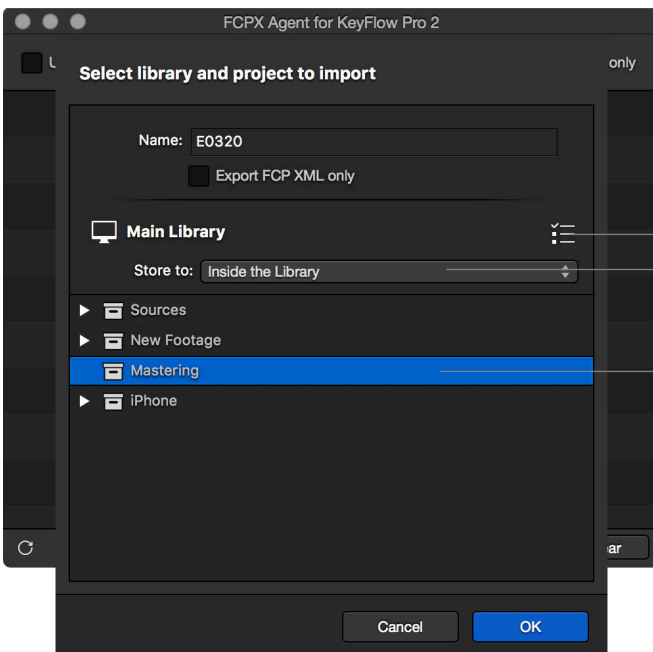 FCPX Agent for KeyFlow Pro 2
only
Select library and project to import
Name: E0320
Export FCP XML only
Main Library
Store to: Inside the Library
Sources
New Footage
Mastering
iPhone
ar
Cancel OK